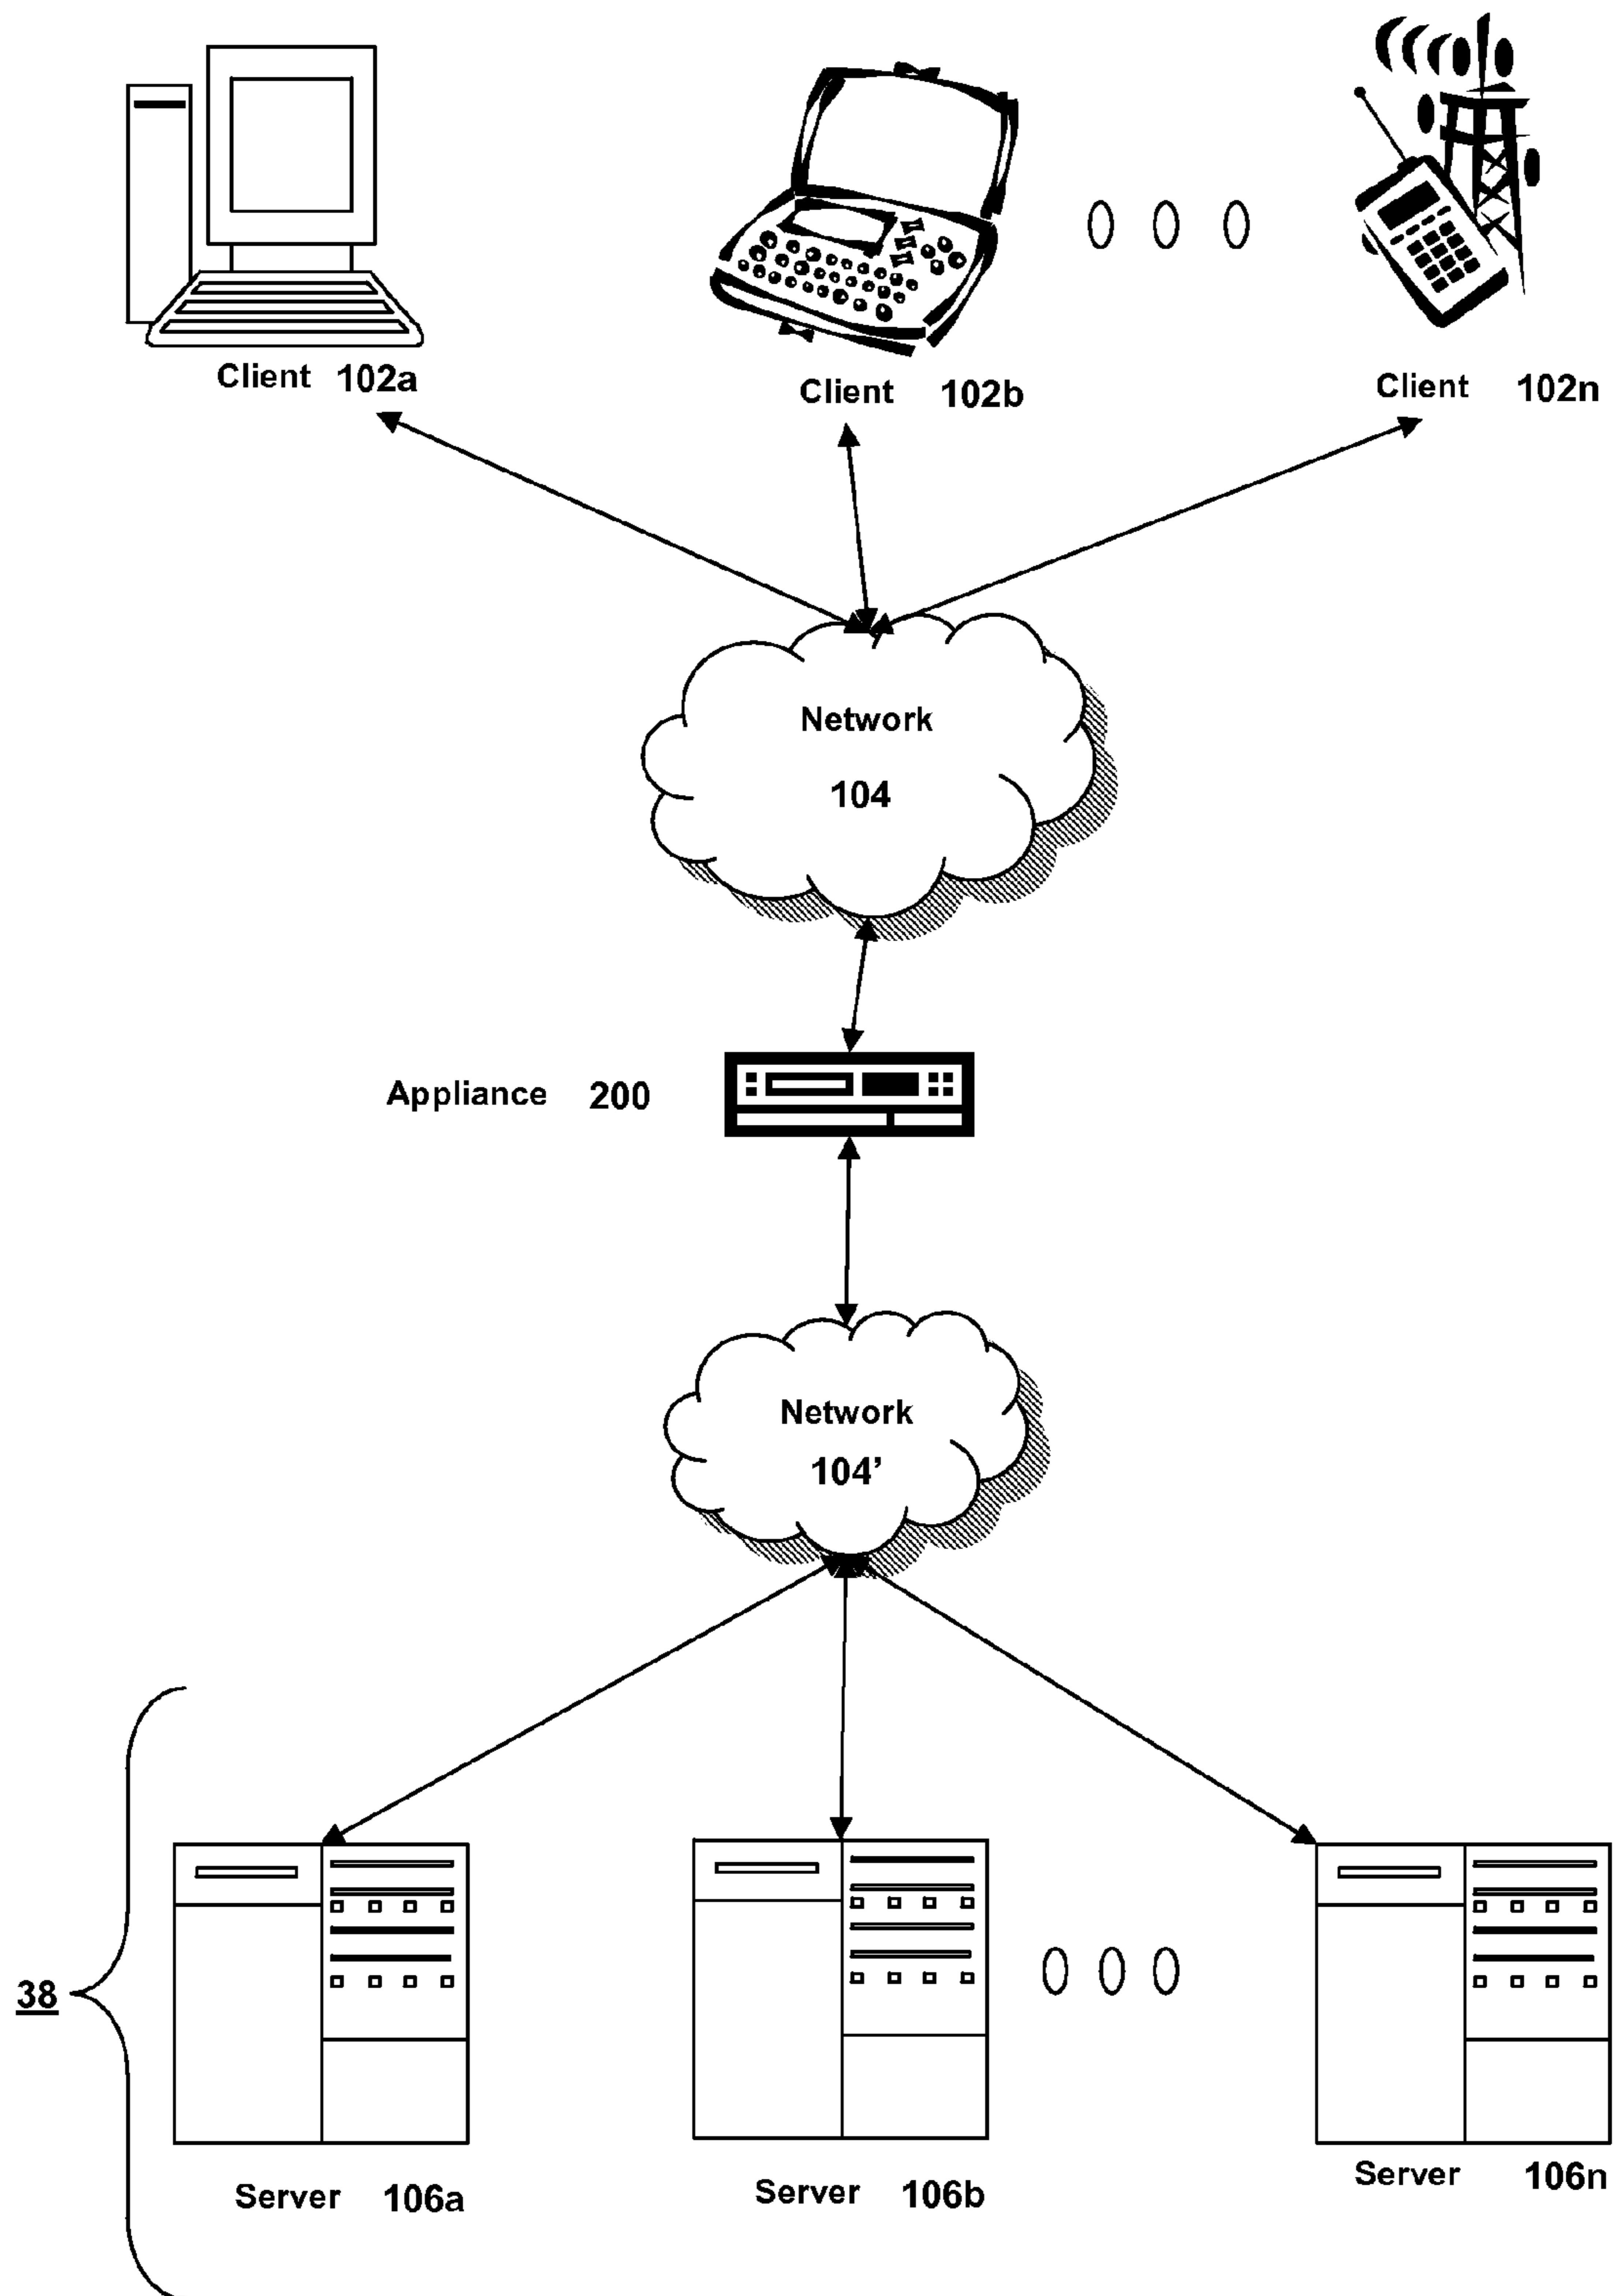 Client 102a
Client 102b
Client 102n
Network
104
Appliance 200
Network
104’
38
Server 106a
Server 106b
Server 106n